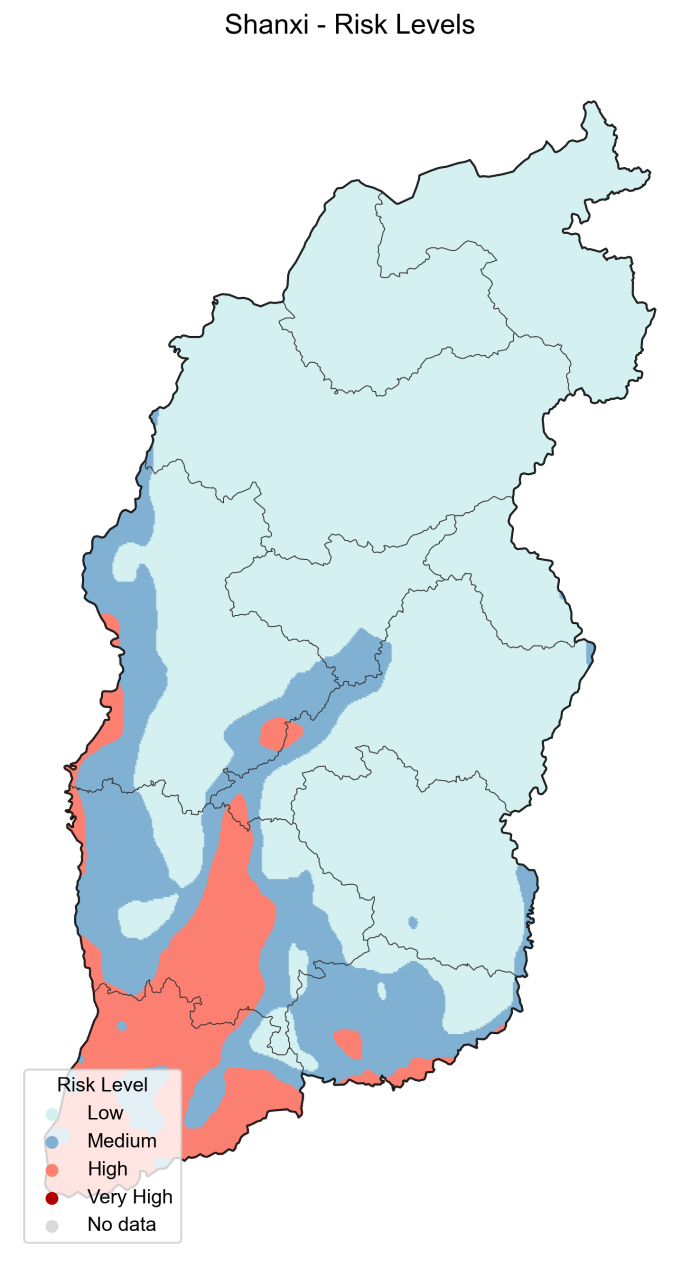 Shanxi - Risk Levels
Risk Level
Low
Medium
High
Very High
No data